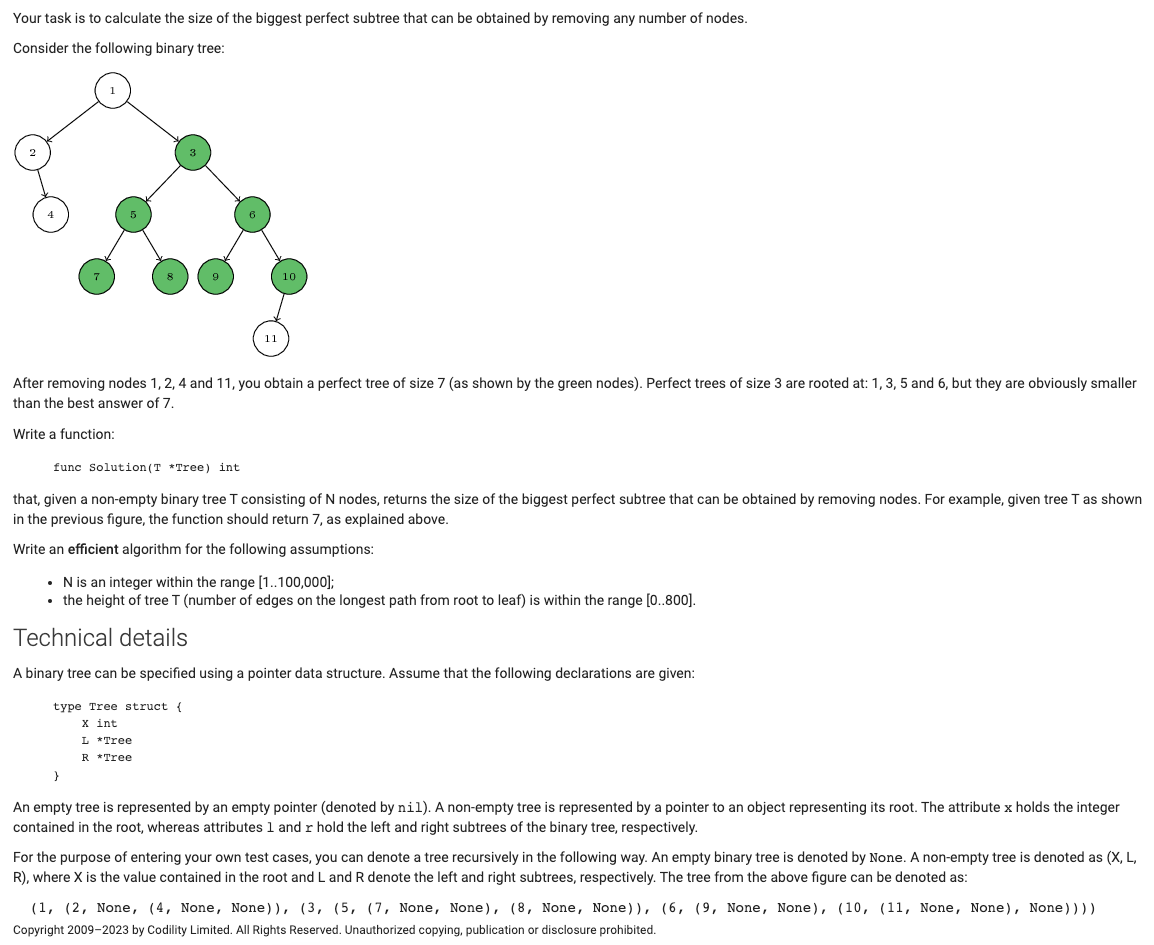 Your task is to calculate the size of the biggest perfect subtree that can be obtained by removing any number of nodes.
Consider the following binary tree:
1
2
3
4
5
6
7
8
9
10
11
After removing nodes 1, 2, 4 and 11, you obtain a perfect tree of size 7 (as shown by the green nodes). Perfect trees of size 3 are rooted at: 1, 3, 5 and 6, but they are obviously smaller
than the best answer of 7.
Write a function:
func Solution(T *Tree) int
that, given a non-empty binary tree T consisting of N nodes, returns the size of the biggest perfect subtree that can be obtained by removing nodes. For example, given tree T as shown
in the previous figure, the function should return 7, as explained above.
Write an efficient algorithm for the following assumptions:
• N is an integer within the range [1..100,000];
• the height of tree T (number of edges on the longest path from root to leaf) is within the range [0..800].
Technical details
A binary tree can be specified using a pointer data structure. Assume that the following declarations are given:
type Tree struct {
X int
L *Tree
R *Tree
}
An empty tree is represented by an empty pointer (denoted by nil). A non-empty tree is represented by a pointer to an object representing its root. The attribute x holds the integer
contained in the root, whereas attributes l and r hold the left and right subtrees of the binary tree, respectively.
For the purpose of entering your own test cases, you can denote a tree recursively in the following way. An empty binary tree is denoted by None. A non-empty tree is denoted as (X, L,
R), where X is the value contained in the root and L and R denote the left and right subtrees, respectively. The tree from the above figure can be denoted as:
(1, (2, None, (4, None, None)), (3, (5, (7, None, None), (8, None, None)), (6, (9, None, None), (10, (11, None, None), None))))
Copyright 2009–2023 by Codility Limited. All Rights Reserved. Unauthorized copying, publication or disclosure prohibited.